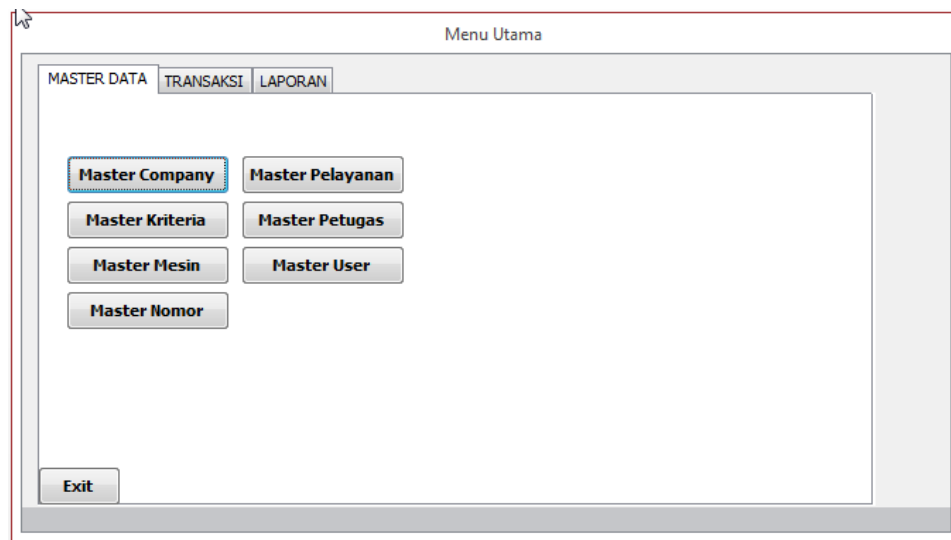 Menu Utama
MASTER DATA TRANSAKSI LAPORAN
Master Company Master Pelayanan
Master Kriteria Master Petugas
Master Mesin Master User
Master Nomor
Exit